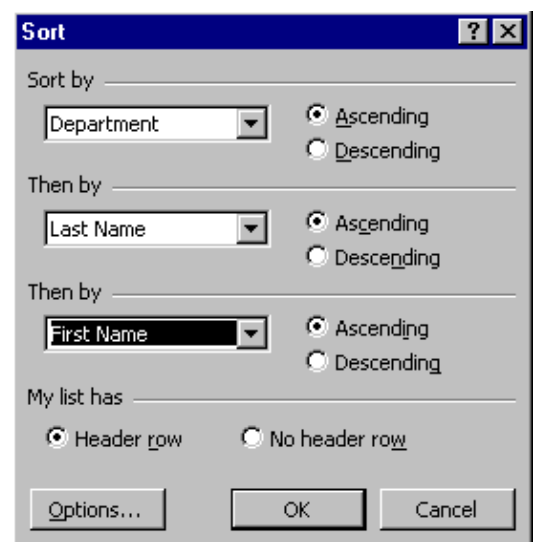 Sort
Sort by
Department
Ascending
Descending
Then by
Last Name
Ascending
Descending
Then by
First Name
Ascending
Descending
My list has
Header row
No header row
Options...
OK
Cancel